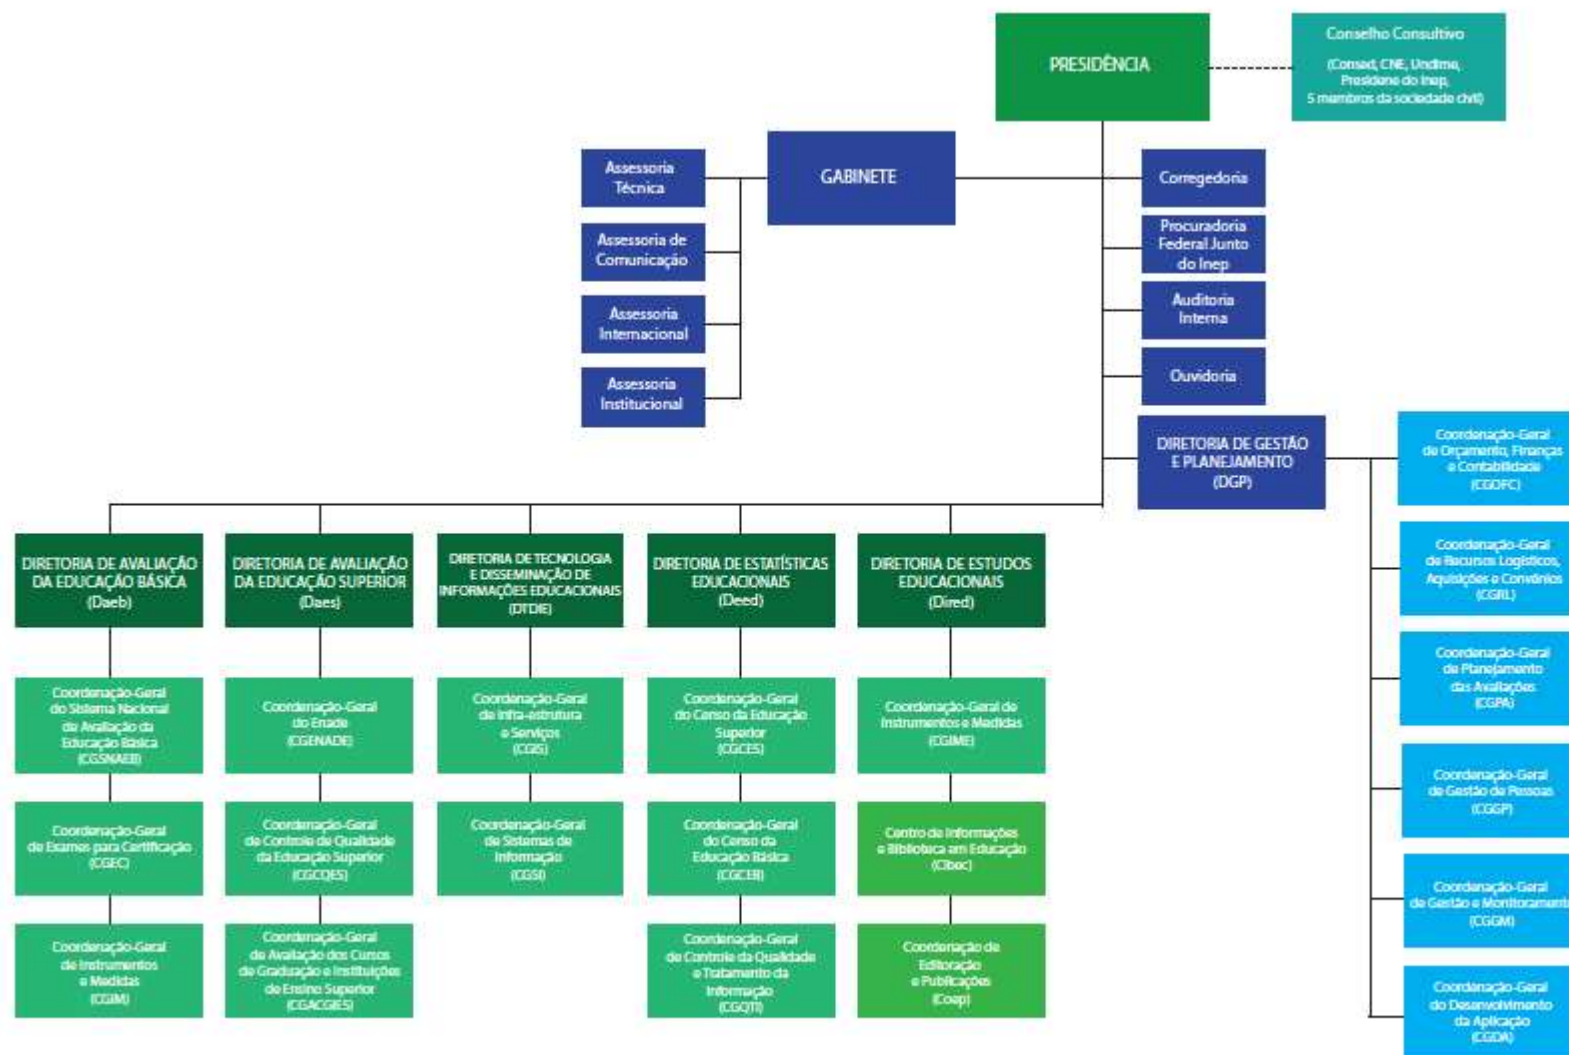 PRESIDÊNCIA
Conselho Consultivo
(Consed, CNE, Undime,
Presidene do Inep,
5 membros da sociedade civil)
Assessoria
Técnica
GABINETE
Corregedoria
Assessoria de
Comunicação
Procuradoria
Federal Junto
do Inep
Assessoria
Internacional
Auditoria
Interna
Assessoria
Institucional
Ouvidoria
DIRETORIA DE GESTÃO
E PLANEJAMENTO
(DGP)
Coordenação-Geral
de Orçamento, Finanças
e Contabilidade
(CGOFC)
Coordenação-Geral
de Recursos Logísticos,
Aquisições e Convênios
(CGRL)
Coordenação-Geral
de Planejamento
das Avaliações
(CGPA)
Coordenação-Geral
de Gestão de Pessoas
(CGGP)
Coordenação-Geral
de Gestão e Monitoramento
(CGGM)
Coordenação-Geral
do Desenvolvimento
da Aplicação
(CGDA)
DIRETORIA DE AVALIAÇÃO
DA EDUCAÇÃO BÁSICA
(Daeb)
Coordenação-Geral
do Sistema Nacional
de Avaliação da
Educação Básica
(CGSNAEB)
Coordenação-Geral
de Exames para Certificação
(CGEC)
Coordenação-Geral
de Instrumentos
e Medidas
(CGIM)
DIRETORIA DE AVALIAÇÃO
DA EDUCAÇÃO SUPERIOR
(Daes)
Coordenação-Geral
do Enade
(CGENADE)
Coordenação-Geral
de Controle de Qualidade
da Educação Superior
(CGCQES)
Coordenação-Geral
de Avaliação dos Cursos
de Graduação e Instituições
de Ensino Superior
(CGACGIES)
DIRETORIA DE TECNOLOGIA
E DISSEMINAÇÃO DE
INFORMAÇÕES EDUCACIONAIS
(DTDIE)
Coordenação-Geral
de Infra-estrutura
e Serviços
(CGIS)
Coordenação-Geral
de Sistemas de
Informação
(CGSI)
DIRETORIA DE ESTATÍSTICAS
EDUCACIONAIS
(Deed)
Coordenação-Geral
do Censo da Educação
Superior
(CGCES)
Coordenação-Geral
do Censo da
Educação Básica
(CGCEB)
Coordenação-Geral
de Controle da Qualidade
e Tratamento da
Informação
(CGQTI)
DIRETORIA DE ESTUDOS
EDUCACIONAIS
(Dired)
Coordenação-Geral de
Instrumentos e Medidas
(CGIME)
Centro de Informações
e Biblioteca em Educação
(Cibec)
Coordenação de
Editoração
e Publicações
(Coep)